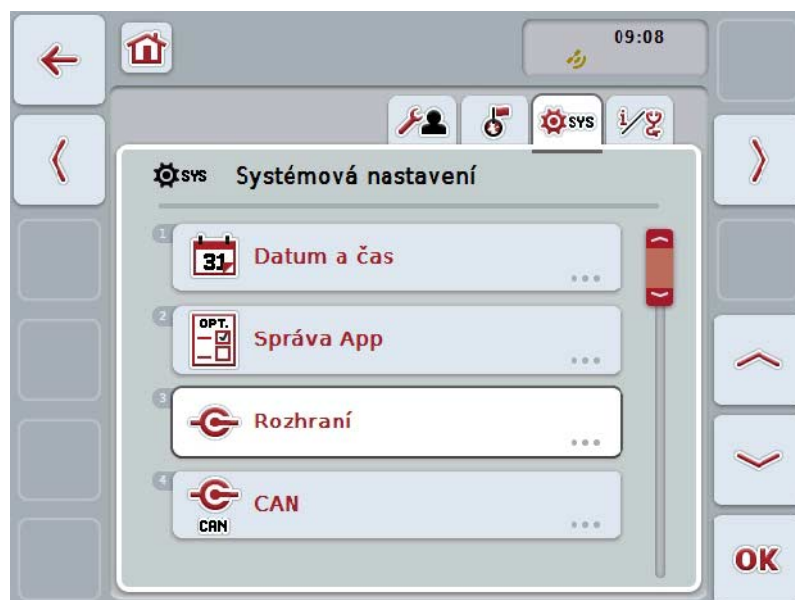 09:08
SYS
i
SYS Systémová nastavení
1
31
Datum a čas
2
OPT.
Správa App
3
Rozhraní
4
CAN
CAN
OK